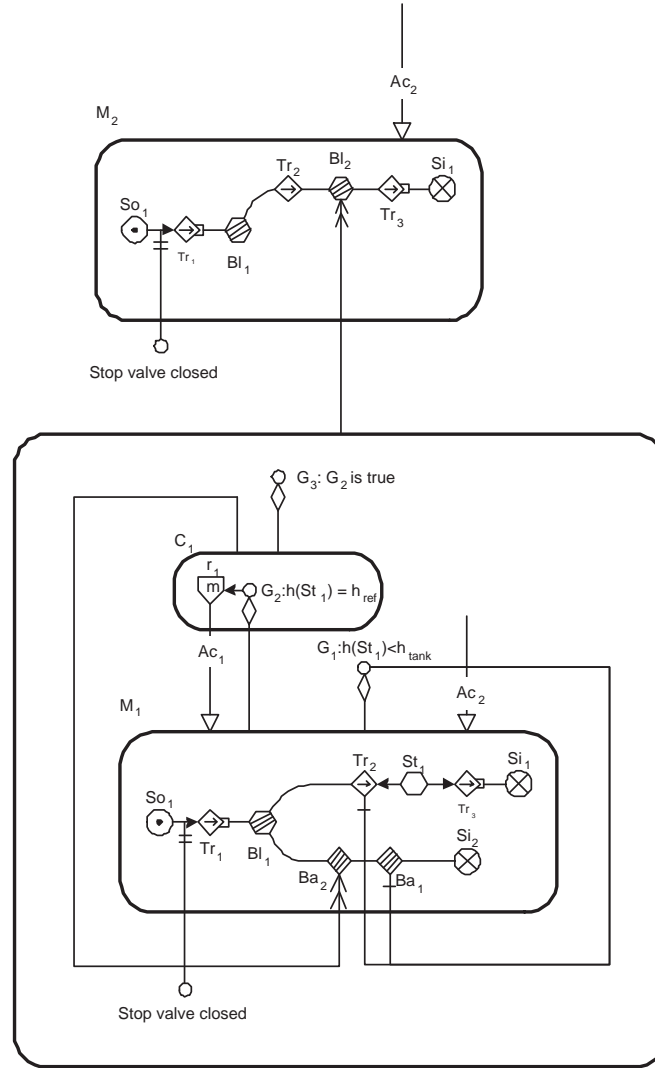 Ac2
M2
Tr2
Bl2
Si1
So1
Tr3
Tr1
Bl1
Stop valve closed
G3: G2 is true
C1
r1
m
G2:h(St1) = href
G1:h(St1)<htank
Ac1
Ac2
M1
Tr2
St1
Si1
So1
Tr3
Tr1
Bl1
Si2
Ba2
Ba1
Stop valve closed